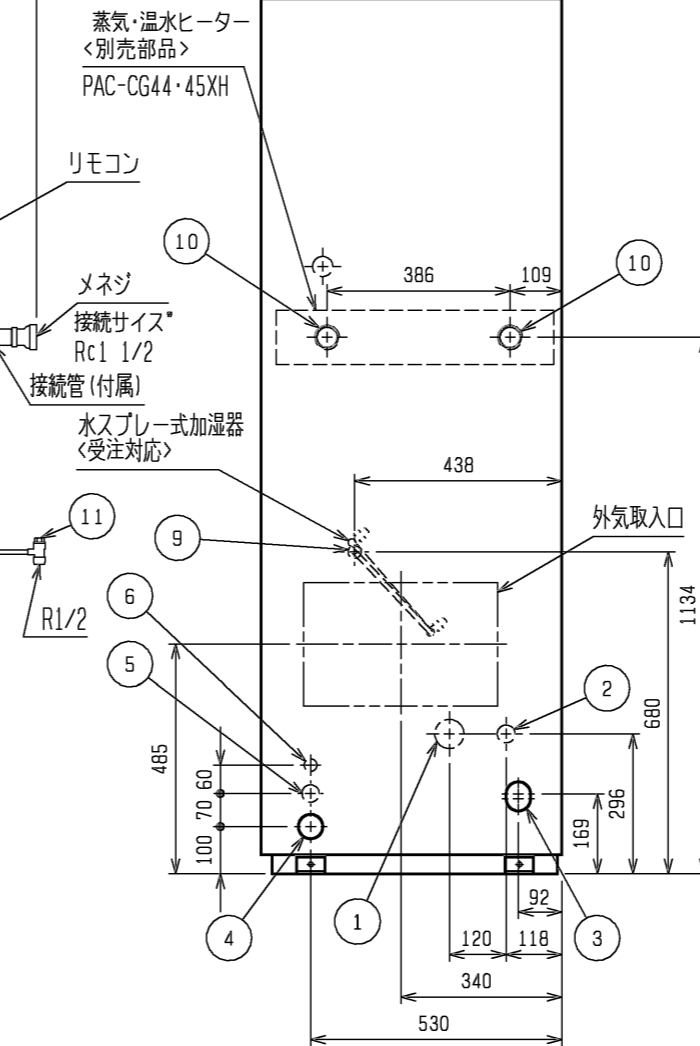 蒸気・温水ヒーター
<別売部品>
PAC-CG44・45XH
リモコン
10
386
109
10
メネジ
接続サイズ
Rc1 1/2
接続管(付属)
水スプレー式加湿器
<受注対応>
438
11
9
外気取入口
R1/2
6
5
2
1134
680
485
60
70
100
296
169
92
4
1
3
120
118
340
530